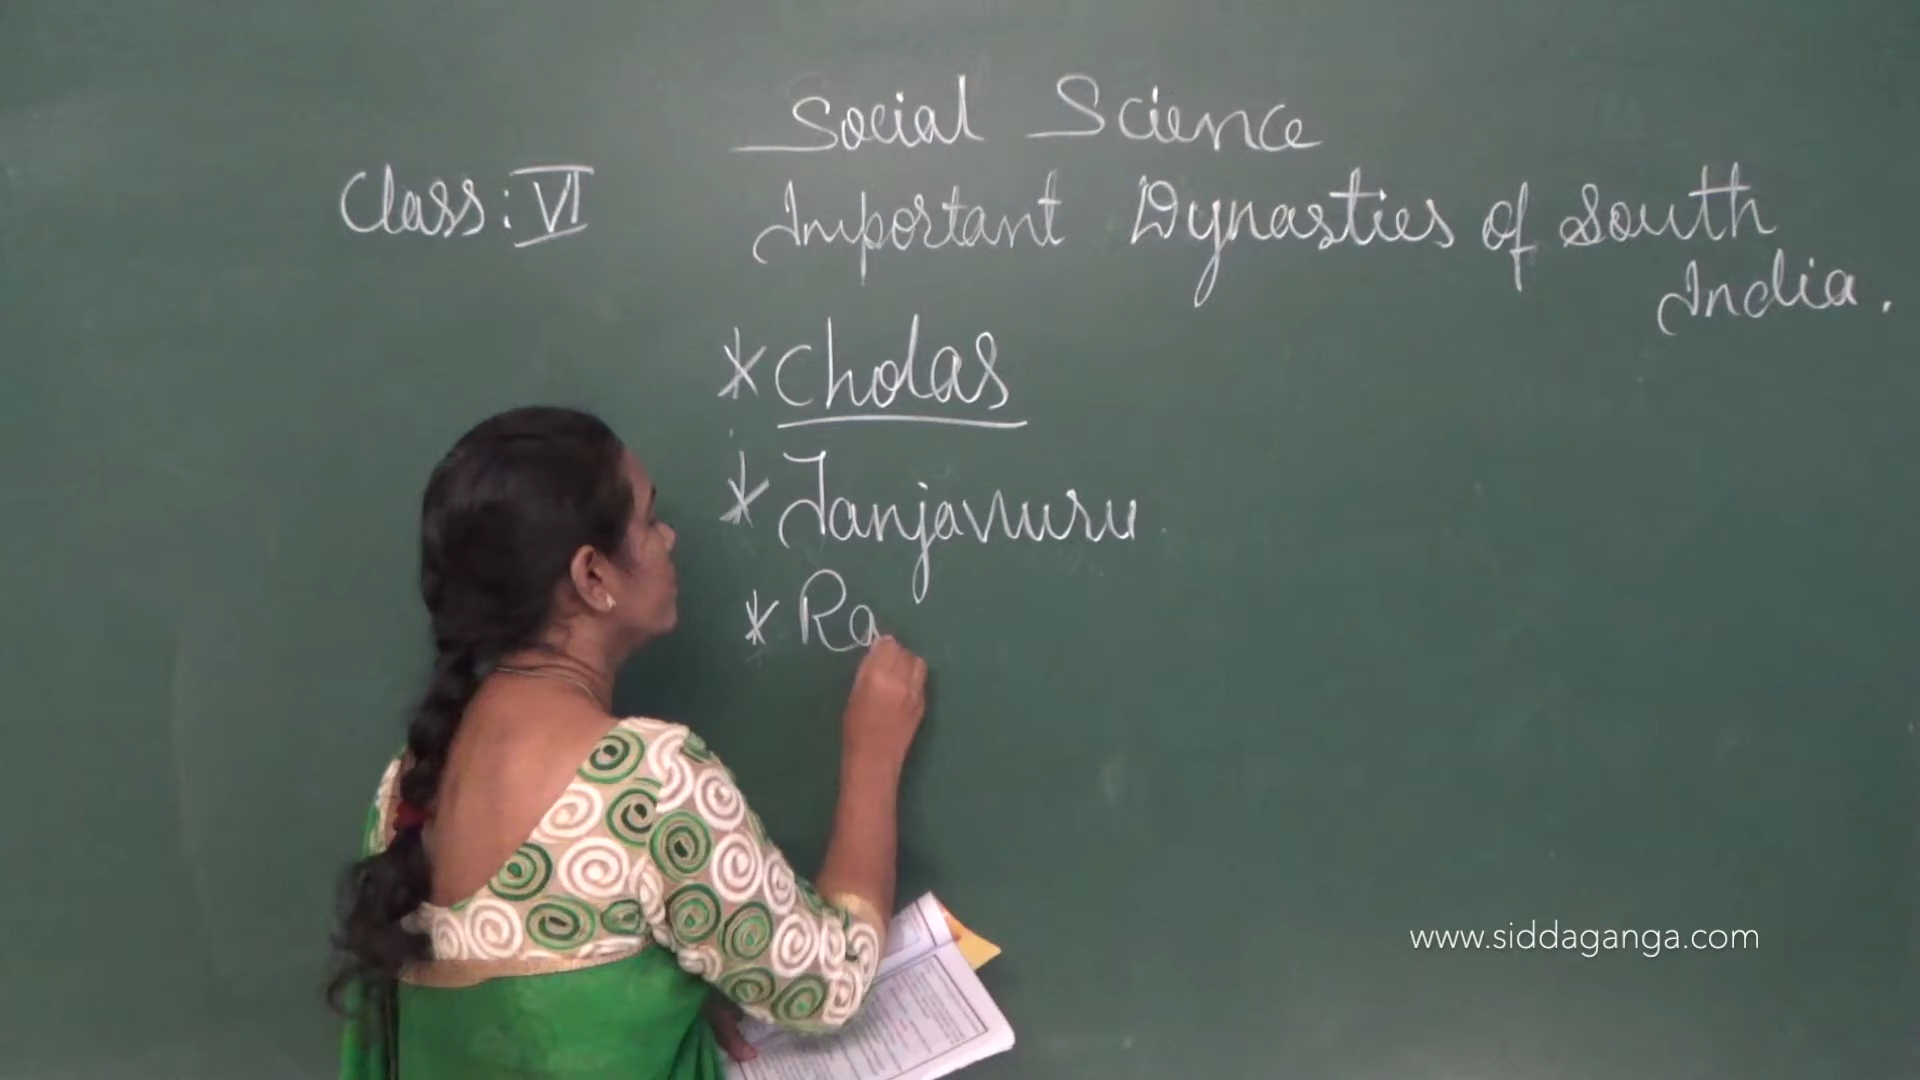 Social Science
Class: VI
Important Dynasties of South
India.
* Cholas
* Tanjavuru
* Ra
www.siddaganga.com